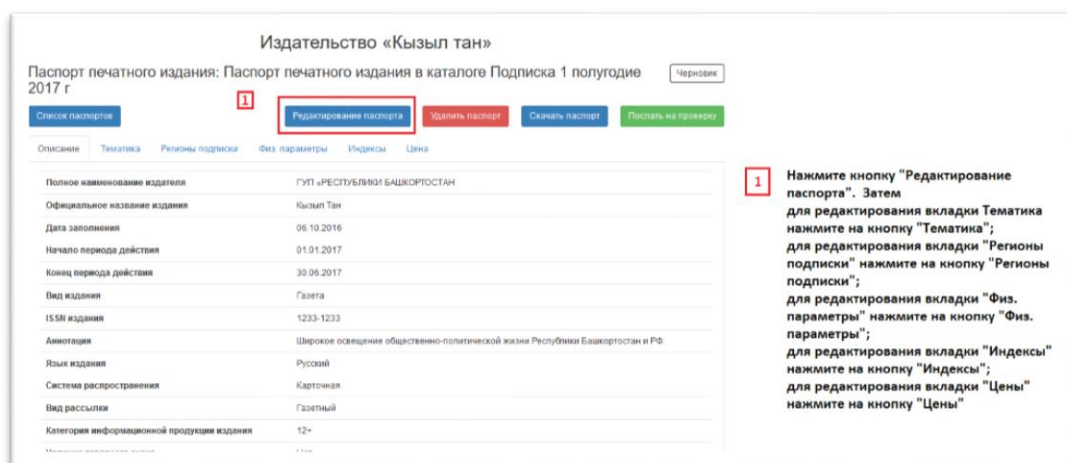 Издательство «Кызыл тан»
Паспорт печатного издания: Паспорт печатного издания в каталоге Подписка 1 полугодие
2017 г
Черновик
1
Список паспортов Редактирование паспорта Удалить паспорт Скачать паспорт Послать на проверку
Описание Тематика Регионы подписки Физ. параметры Индексы Цена
Полное наименование издателя ГУП «РЕСПУБЛИКИ БАШКОРТОСТАН
Официальное название издания Кызыл Тан
Дата заполнения 06.10.2016
Начало периода действия 01.01.2017
Конец периода действия 30.06.2017
Вид издания Газета
ISSN издания 1233-1233
Аннотация Широкое освещение общественно-политической жизни Республики Башкортостан и РФ.
Язык издания Русский
Система распространения Карточная
Вид рассылки Газетный
Категория информационной продукции издания 12+
1
Нажмите кнопку "Редактирование
паспорта". Затем
для редактирования вкладки Тематика
нажмите на кнопку "Тематика";
для редактирования вкладки "Регионы
подписки" нажмите на кнопку "Регионы
подписки";
для редактирования вкладки "Физ.
параметры" нажмите на кнопку "Физ.
параметры";
для редактирования вкладки "Индексы"
нажмите на кнопку "Индексы";
для редактирования вкладки "Цены"
нажмите на кнопку "Цены"